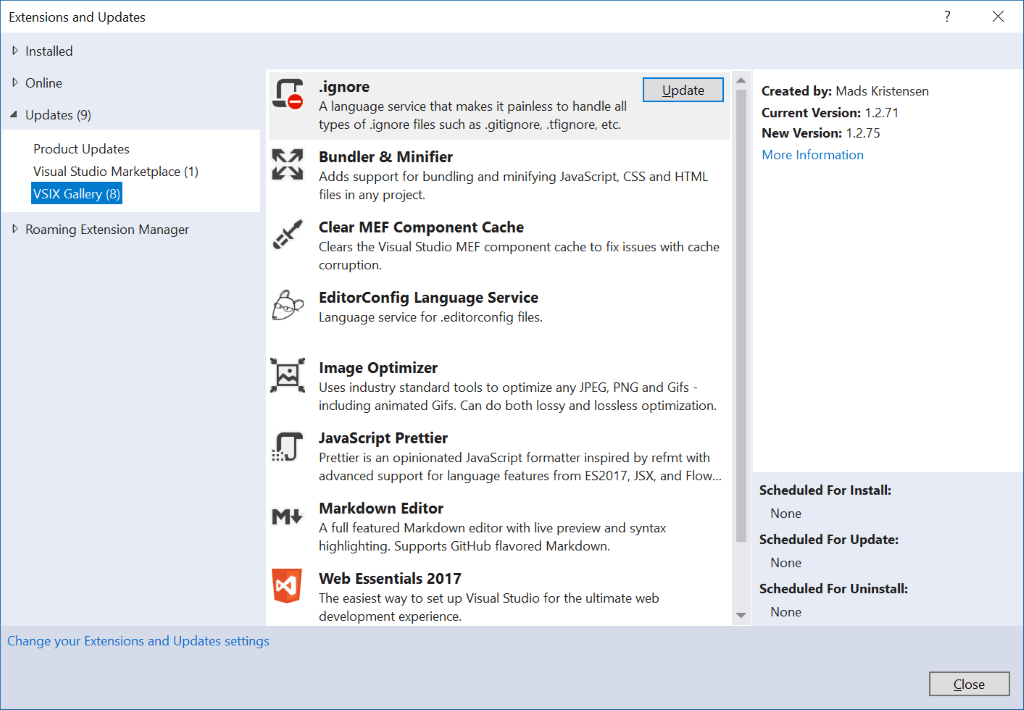 Extensions and Updates
?
Installed
Online
Updates (9)
Product Updates
Visual Studio Marketplace (1)
VSIX Gallery (8)
Roaming Extension Manager
.ignore
Update
A language service that makes it painless to handle all
types of .ignore files such as .gitignore, .tfignore, etc.
Bundler & Minifier
Adds support for bundling and minifying JavaScript, CSS and HTML
files in any project.
Clear MEF Component Cache
Clears the Visual Studio MEF component cache to fix issues with cache
corruption.
EditorConfig Language Service
Language service for .editorconfig files.
Image Optimizer
Uses industry standard tools to optimize any JPEG, PNG and Gifs -
including animated Gifs. Can do both lossy and lossless optimization.
JavaScript Prettier
Prettier is an opinionated JavaScript formatter inspired by refmt with
advanced support for language features from ES2017, JSX, and Flow...
M
Markdown Editor
A full featured Markdown editor with live preview and syntax
highlighting. Supports GitHub flavored Markdown.
Web Essentials 2017
The easiest way to set up Visual Studio for the ultimate web
development experience.
Created by: Mads Kristensen
Current Version: 1.2.71
New Version: 1.2.75
More Information
Scheduled For Install:
None
Scheduled For Update:
None
Scheduled For Uninstall:
None
Change your Extensions and Updates settings
Close